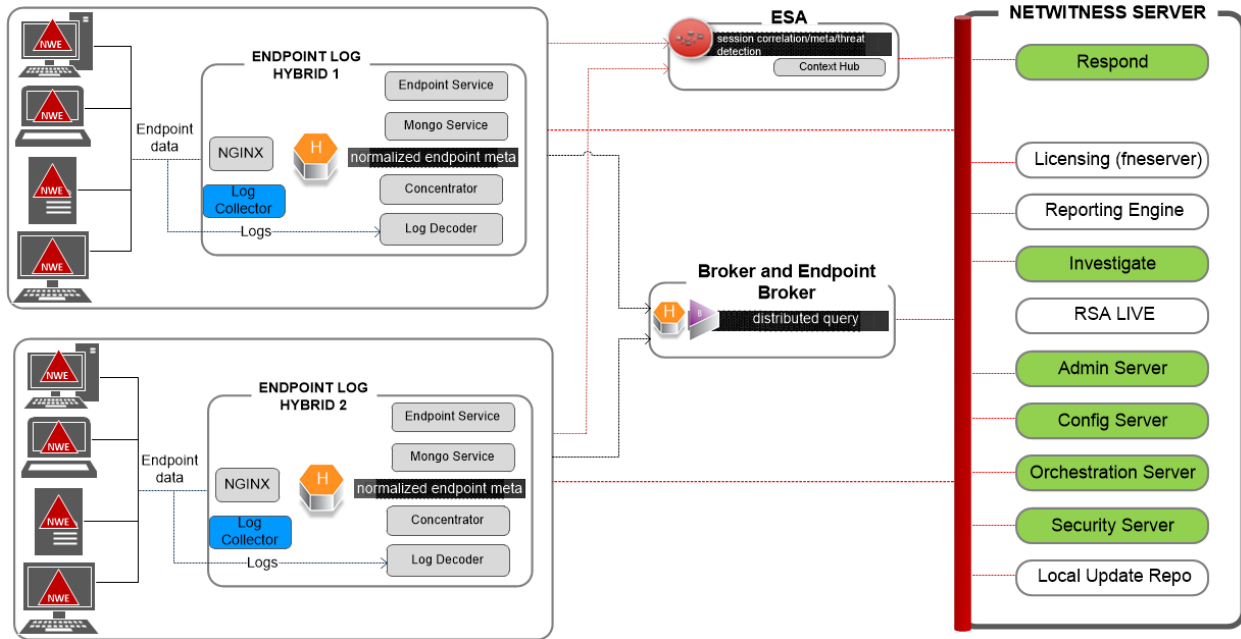 NWE
NWE
NWE
NWE
Endpoint
data
ENDPOINT LOG
HYBRID 1
NGINX
Log
Collector
Logs
H
Endpoint Service
Mongo Service
normalized endpoint meta
Concentrator
Log Decoder
NWE
NWE
NWE
NWE
Endpoint
data
ENDPOINT LOG
HYBRID 2
NGINX
Log
Collector
Logs
H
Endpoint Service
Mongo Service
normalized endpoint meta
Concentrator
Log Decoder
ESA
session correlation/meta/threat
detection
Context Hub
Broker and Endpoint
Broker
H
B
distributed query
NETWITNESS SERVER
Respond
Licensing (fneserver)
Reporting Engine
Investigate
RSA LIVE
Admin Server
Config Server
Orchestration Server
Security Server
Local Update Repo